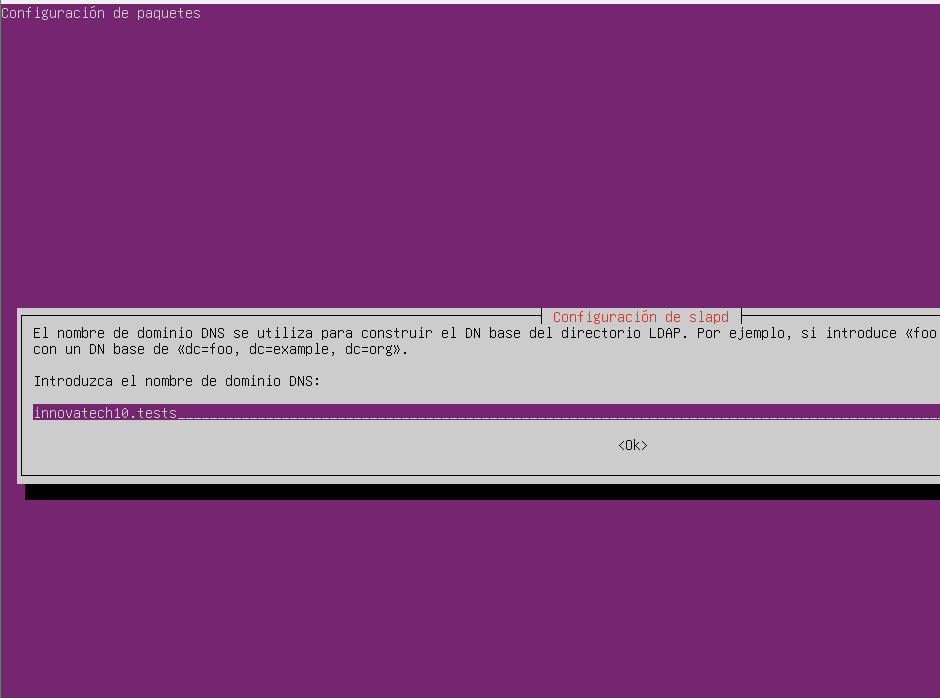 Configuración de paquetes
Configuración de slapd
El nombre de dominio DNS se utiliza para construir el DN base del directorio LDAP. Por ejemplo, si introduce «foo
con un DN base de «dc=foo, dc=example, dc=org».
Introduzca el nombre de dominio DNS:
innovatech10.tests
<Ok>